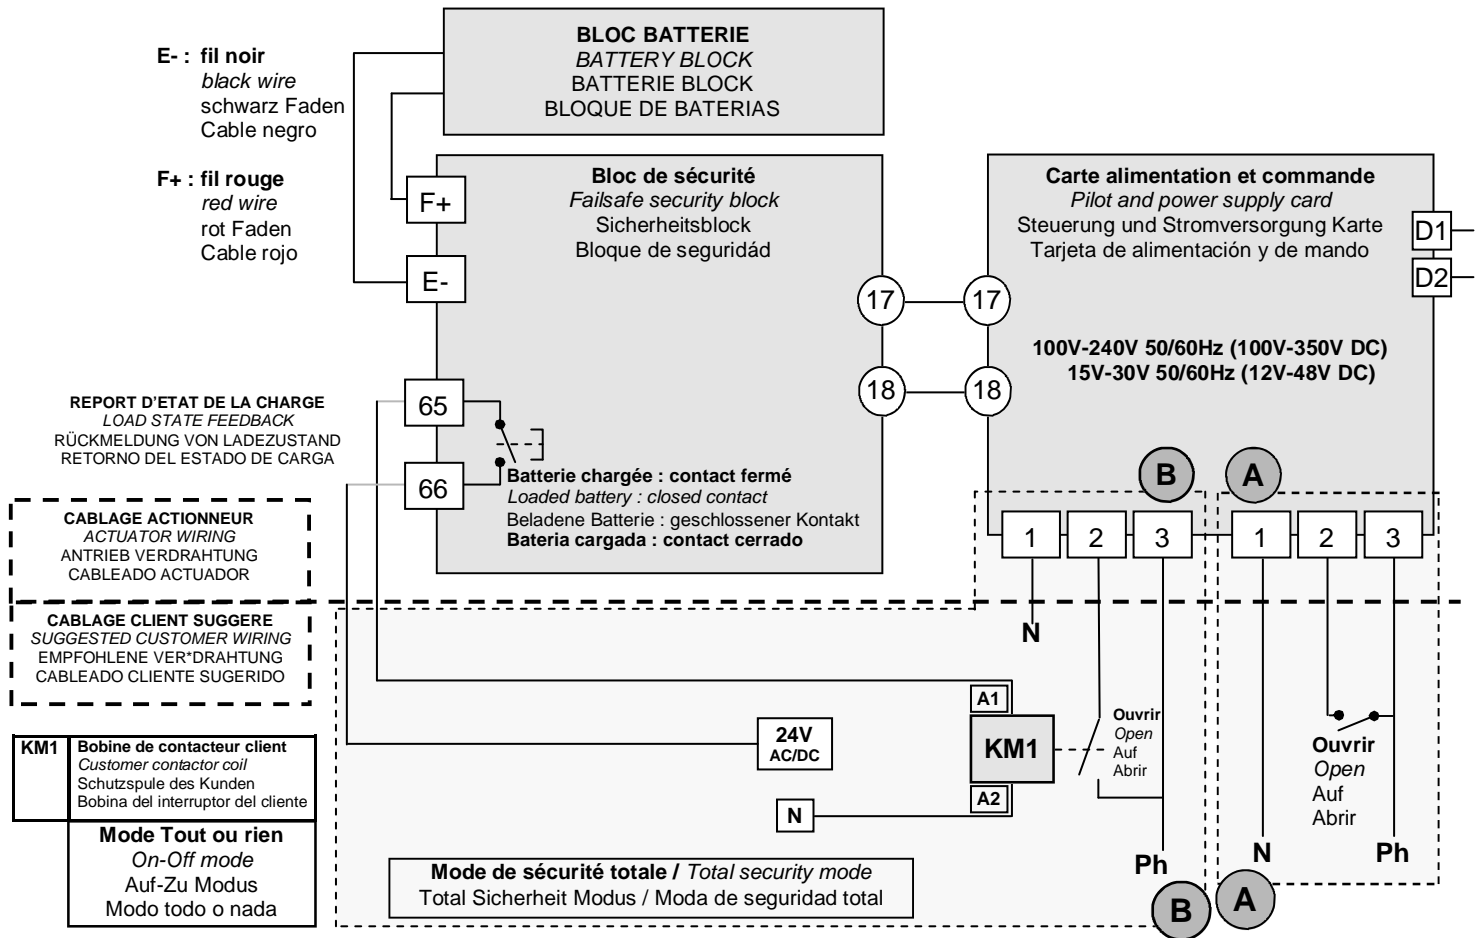 BLOC BATTERIE
BATTERY BLOCK
BATTERIE BLOCK
BLOQUE DE BATERIAS
E- : fil noir
black wire
schwarz Faden
Cable negro
F+ : fil rouge
red wire
rot Faden
Cable rojo
F+
E-
Bloc de sécurité
Failsafe security block
Sicherheitsblock
Bloque de seguridád
17
18
17
18
Carte alimentation et commande
Pilot and power supply card
Steuerung und Stromversorgung Karte
Tarjeta de alimentación y de mando
D1
D2
100V-240V 50/60Hz (100V-350V DC)
15V-30V 50/60Hz (12V-48V DC)
REPORT D'ETAT DE LA CHARGE
LOAD STATE FEEDBACK
RÜCKMELDUNG VON LADEZUSTAND
RETORNO DEL ESTADO DE CARGA
65
66
Batterie chargée : contact fermé
Loaded battery : closed contact
Beladene Batterie : geschlossener Kontakt
Bateria cargada : contact cerrado
B
A
1
2
3
1
2
3
CABLAGE ACTIONNEUR
ACTUATOR WIRING
ANTRIEB VERDRAHTUNG
CABLEADO ACTUADOR
CABLAGE CLIENT SUGGERE
SUGGESTED CUSTOMER WIRING
EMPFOHLENE VER*DRAHTUNG
CABLEADO CLIENTE SUGERIDO
N
A1
KM1
A2
24V
AC/DC
N
Ouvrir
Open
Auf
Abrir
Ouvrir
Open
Auf
Abrir
Ph
N
Ph
KM1
Bobine de contacteur client
Customer contactor coil
Schutzspule des Kunden
Bobina del interruptor del cliente
Mode Tout ou rien
On-Off mode
Auf-Zu Modus
Modo todo o nada
Mode de sécurité totale / Total security mode
Total Sicherheit Modus / Moda de seguridad total
B
A